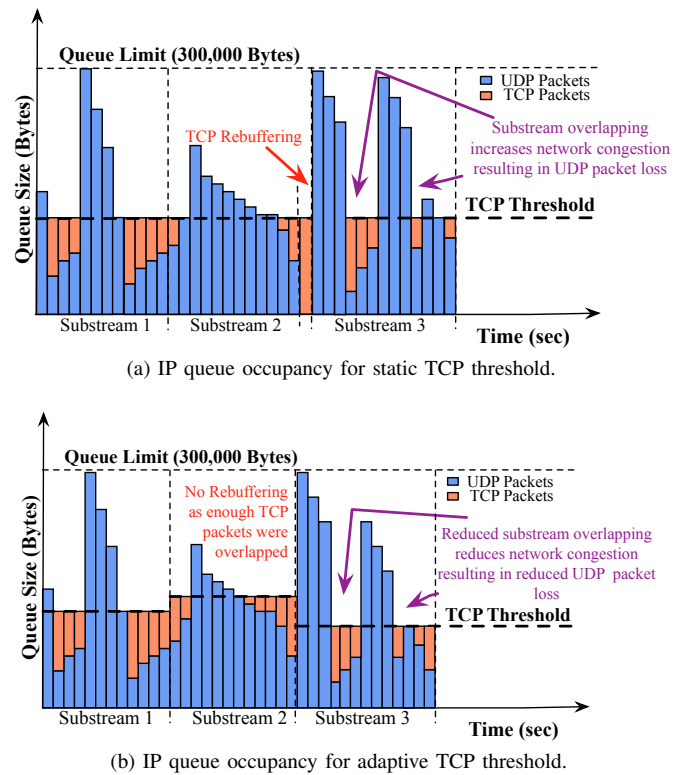 Queue Limit (300,000 Bytes)
UDP Packets
TCP Packets
TCP Rebuffering
Substream overlapping
increases network congestion
resulting in UDP packet loss
TCP Threshold
Queue Size (Bytes)
Substream 1
Substream 2
Substream 3
Time (sec)
(a) IP queue occupancy for static TCP threshold.
Queue Limit (300,000 Bytes)
UDP Packets
TCP Packets
No Rebuffering
as enough TCP
packets were
overlapped
Reduced substream overlapping
reduces network congestion
resulting in reduced UDP packet
loss
TCP Threshold
Queue Size (Bytes)
Substream 1
Substream 2
Substream 3
Time (sec)
(b) IP queue occupancy for adaptive TCP threshold.